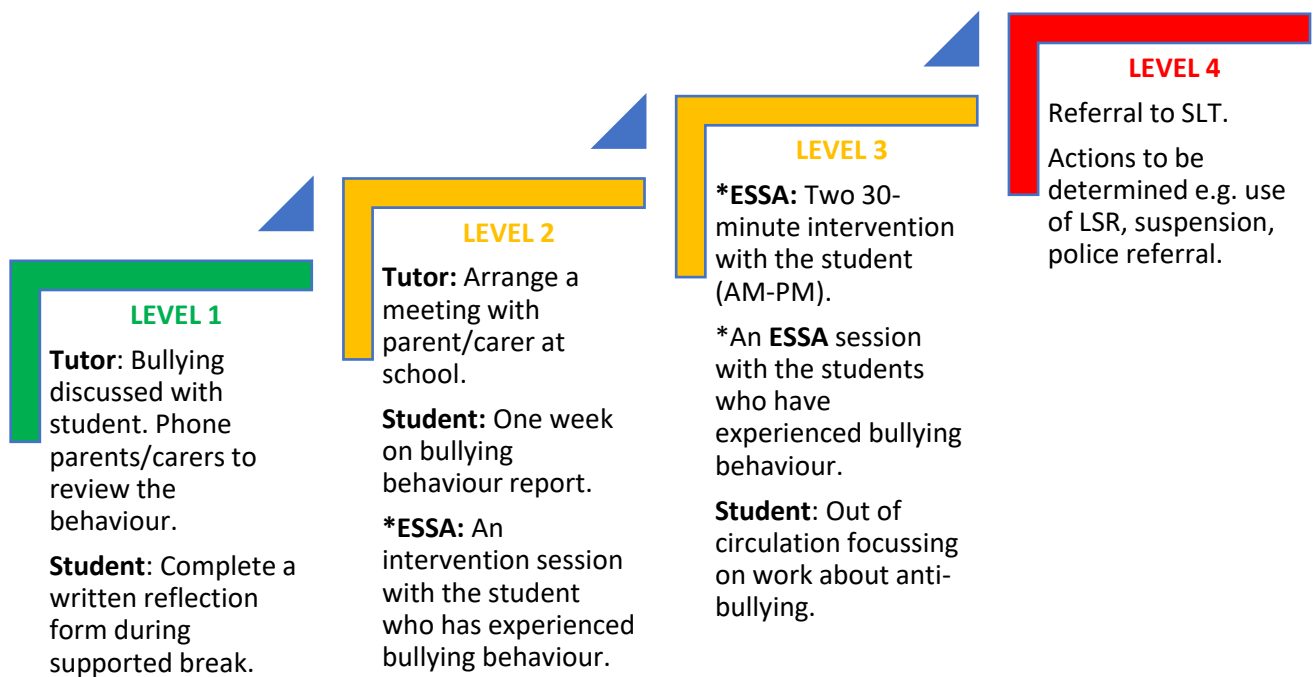 LEVEL 1
Tutor: Bullying
discussed with
student. Phone
parents/carers to
review the
behaviour.
Student: Complete a
written reflection
form during
supported break.
LEVEL 2
Tutor: Arrange a
meeting with
parent/carer at
school.
Student: One week
on bullying
behaviour report.
*ESSA: An
intervention session
with the student
who has experienced
bullying behaviour.
LEVEL 3
*ESSA: Two 30-
minute intervention
with the student
(AM-PM).
*An ESSA session
with the students
who have
experienced bullying
behaviour.
Student: Out of
circulation focussing
on work about anti-
bullying.
LEVEL 4
Referral to SLT.
Actions to be
determined e.g. use
of LSR, suspension,
police referral.